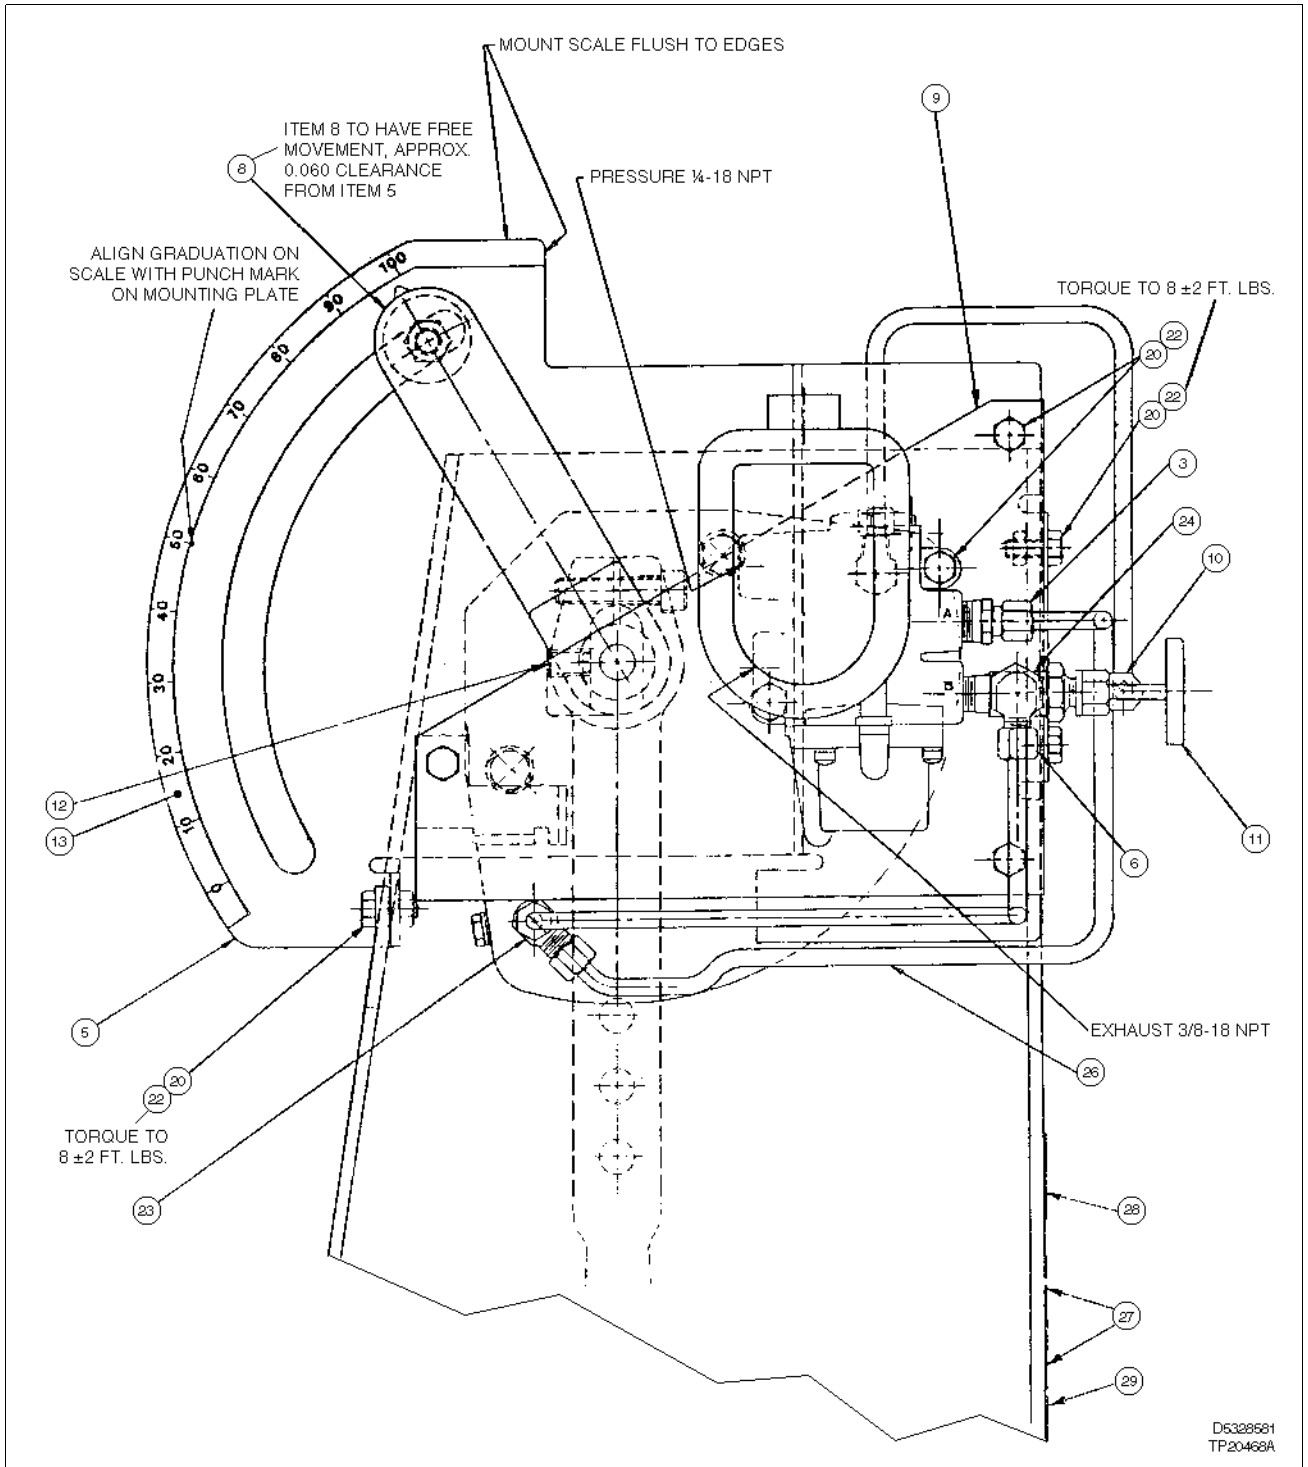 MOUNT SCALE FLUSH TO EDGES
9
ITEM 8 TO HAVE FREE
MOVEMENT, APPROX.
0.060 CLEARANCE
FROM ITEM 5
8
PRESSURE ¼-18 NPT
ALIGN GRADUATION ON
SCALE WITH PUNCH MARK
ON MOUNTING PLATE
TORQUE TO 8 ±2 FT. LBS.
100
90
80
70
60
50
40
30
20
10
0
22
20
22
20
3
24
10
A
B
12
13
11
6
5
EXHAUST 3/8-18 NPT
26
20
22
TORQUE TO
8 ±2 FT. LBS.
23
28
27
29
D5328581
TP20468A